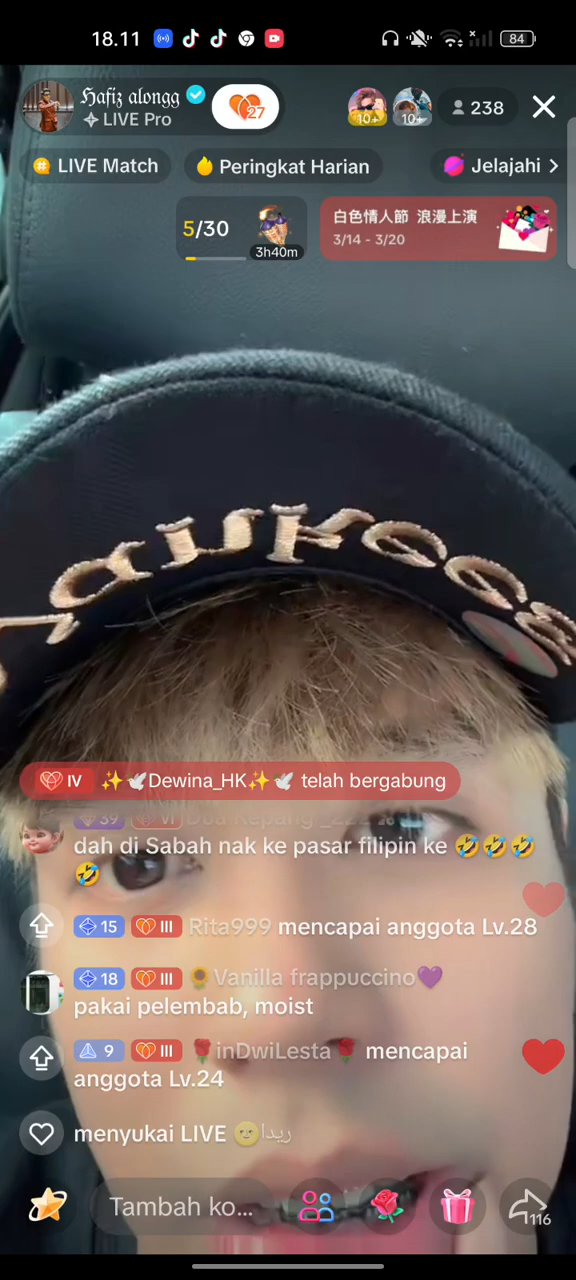 18.11
84
Hafiz alongg
LIVE Pro
27
10+
10+
238
LIVE Match
Peringkat Harian
Jelajahi
5/30
3h40m
白色情人節 浪漫上演
3/14 - 3/20
IV ✨🕊Dewina_HK✨🕊 telah bergabung
39 VI
dah di Sabah nak ke pasar filipin ke 🤣🤣🤣
🤣
15 III Rita999 mencapai anggota Lv.28
18 III 🌻Vanilla frappuccino💜
pakai pelembab, moist
9 III 🌹inDwiLesta🌹 mencapai
anggota Lv.24
menyukai LIVE 🌝ريدا
Tambah ko...
116